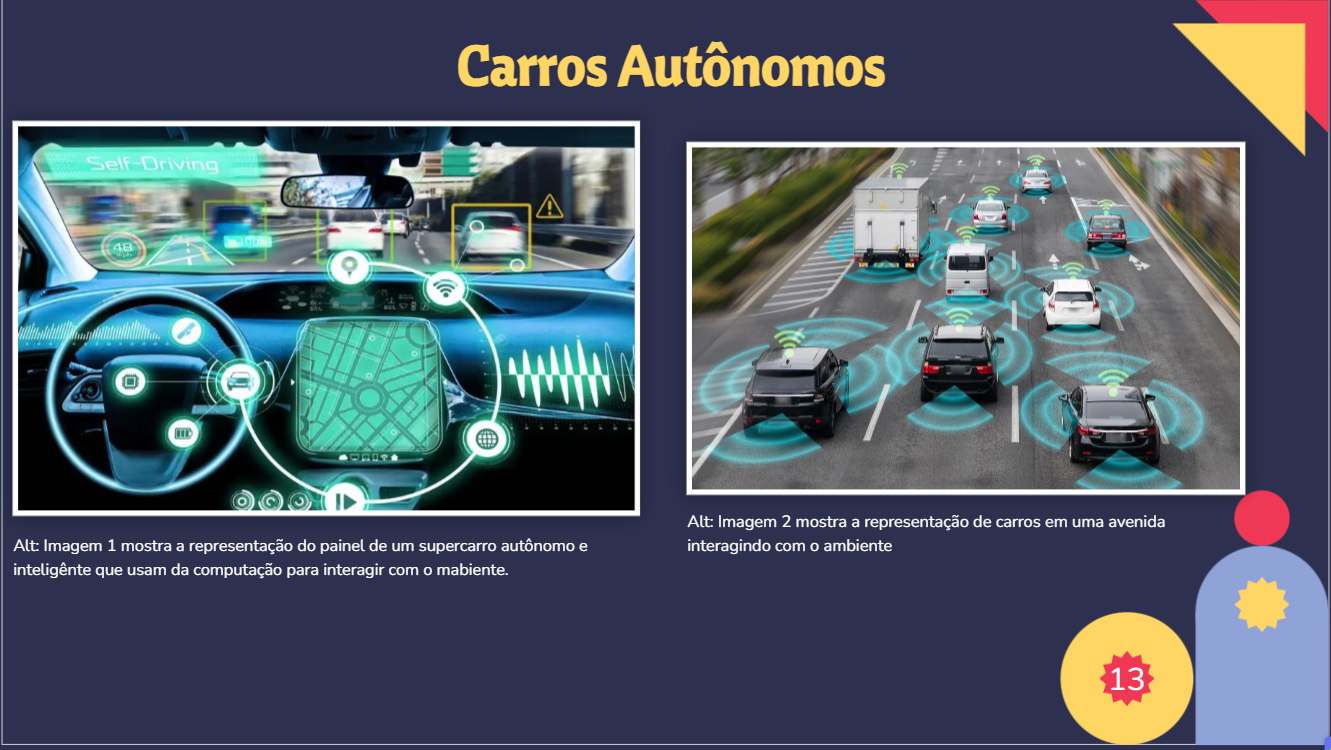 Carros Autônomos
Self-Driving
48
mph
Alt: Imagem 1 mostra a representação do painel de um supercarro autônomo e
inteligênte que usam da computação para interagir com o mabiente.
Alt: Imagem 2 mostra a representação de carros em uma avenida
interagindo com o ambiente
13